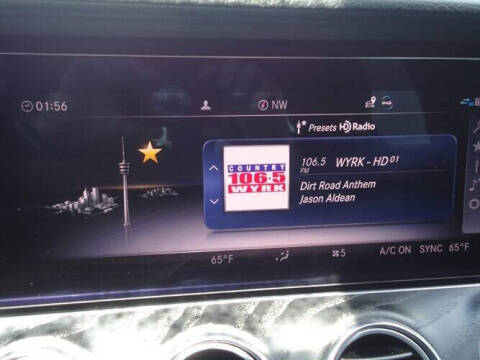 01:56
NW
Presets HD Radio
106.5 WYRK - HD 01
FM
COUNTRY
106.5
WYRK
Dirt Road Anthem
Jason Aldean
65°F
5
A/C ON SYNC 65°F